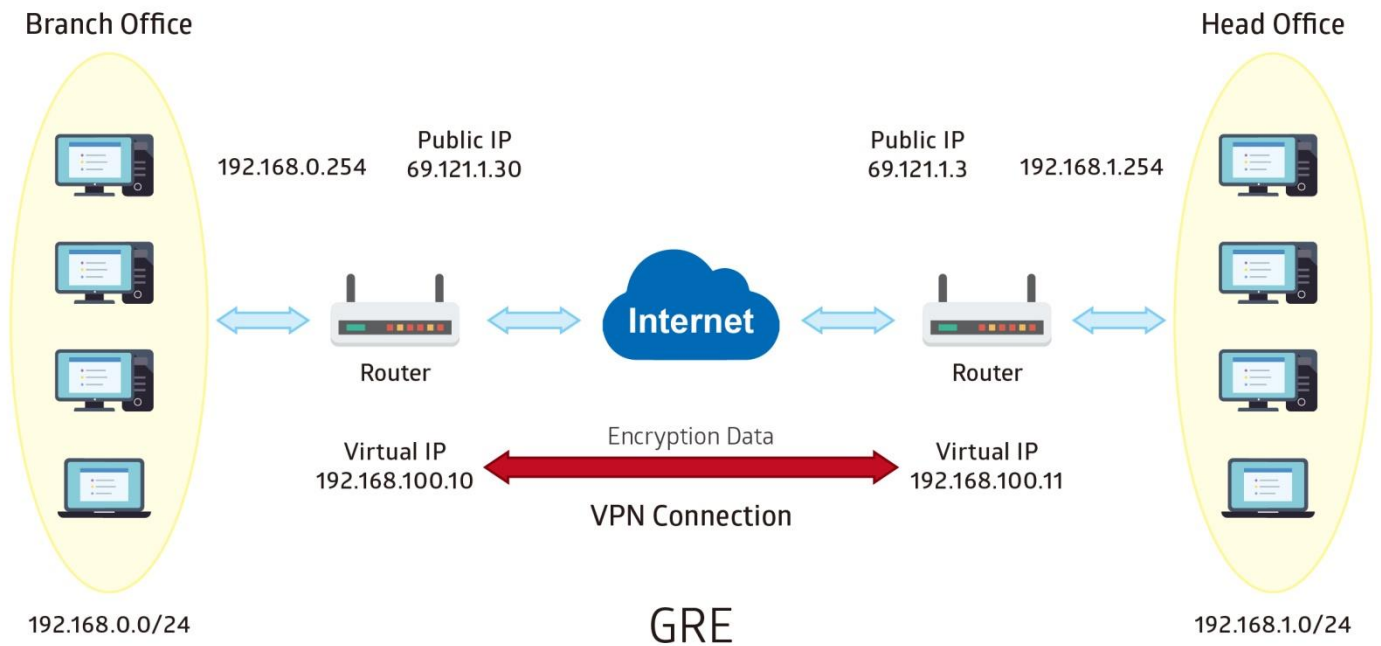 Branch Office
Head Office
Public IP
69.121.1.30
192.168.0.254
Public IP
69.121.1.3
192.168.1.254
Internet
Router
Router
Virtual IP
192.168.100.10
Encryption Data
VPN Connection
Virtual IP
192.168.100.11
192.168.0.0/24
GRE
192.168.1.0/24